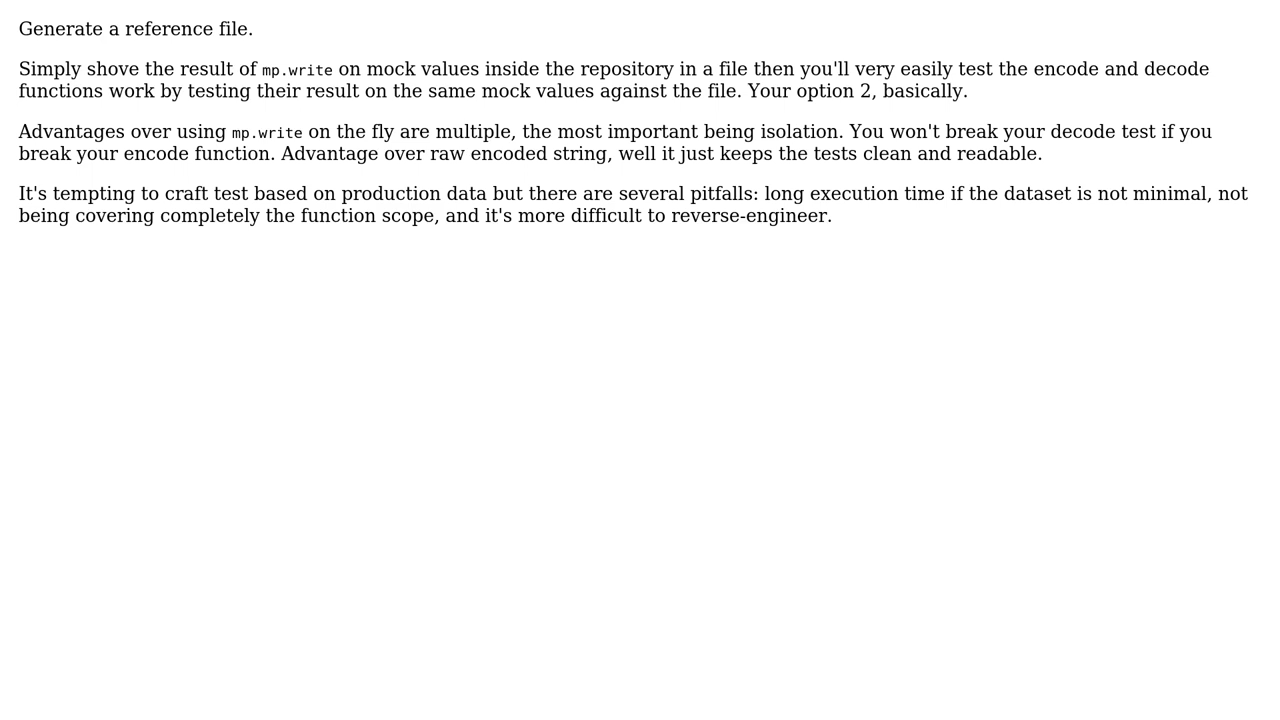 Generate a reference file.
Simply shove the result of mp.write on mock values inside the repository in a file then you'll very easily test the encode and decode
functions work by testing their result on the same mock values against the file. Your option 2, basically.
Advantages over using mp.write on the fly are multiple, the most important being isolation. You won't break your decode test if you
break your encode function. Advantage over raw encoded string, well it just keeps the tests clean and readable.
It's tempting to craft test based on production data but there are several pitfalls: long execution time if the dataset is not minimal, not
being covering completely the function scope, and it's more difficult to reverse-engineer.